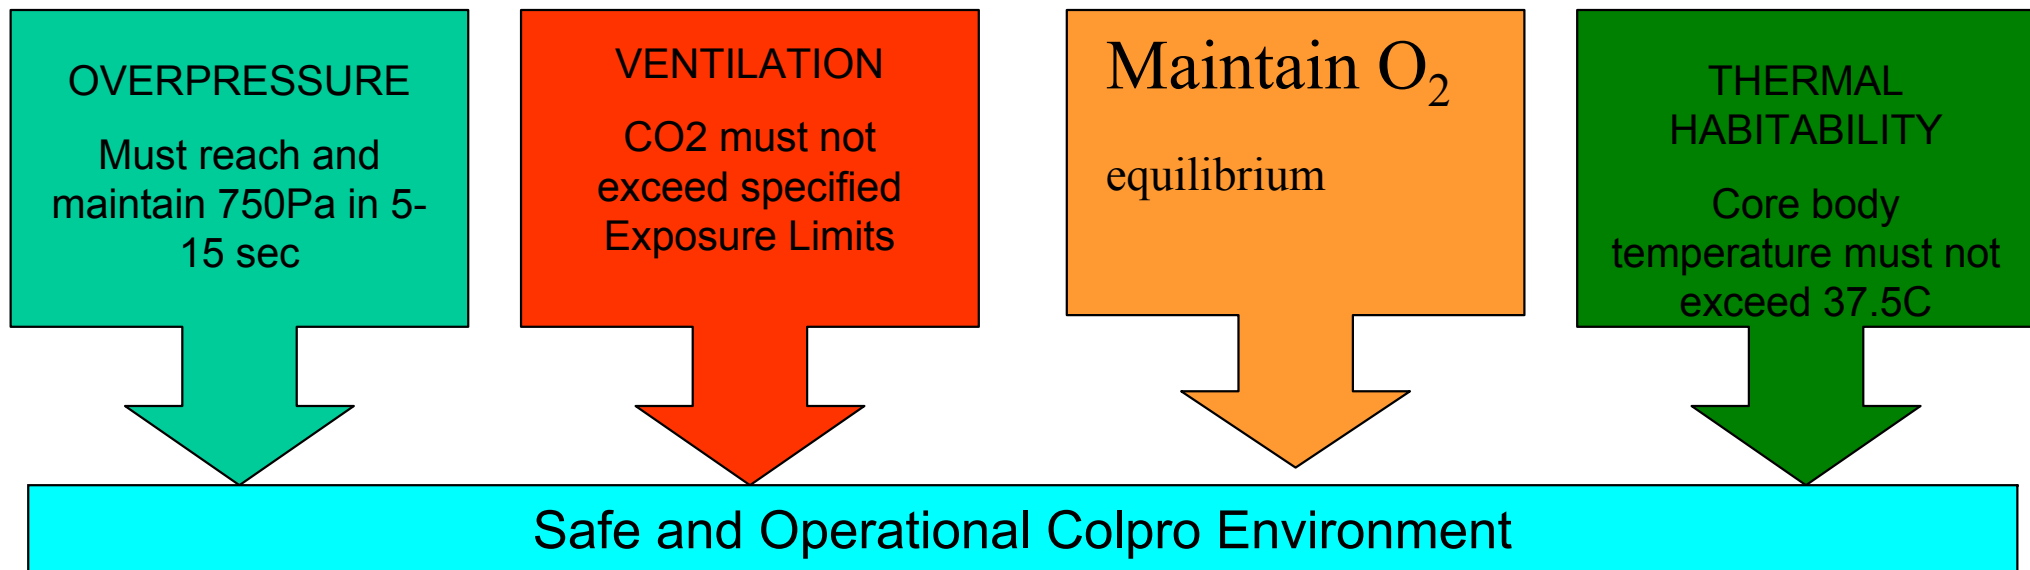 OVERPRESSURE
Must reach and
maintain 750Pa in 5-
15 sec
VENTILATION
CO2 must not
exceed specified
Exposure Limits
Maintain O₂
equilibrium
THERMAL
HABITABILITY
Core body
temperature must not
exceed 37.5C
Safe and Operational Colpro Environment